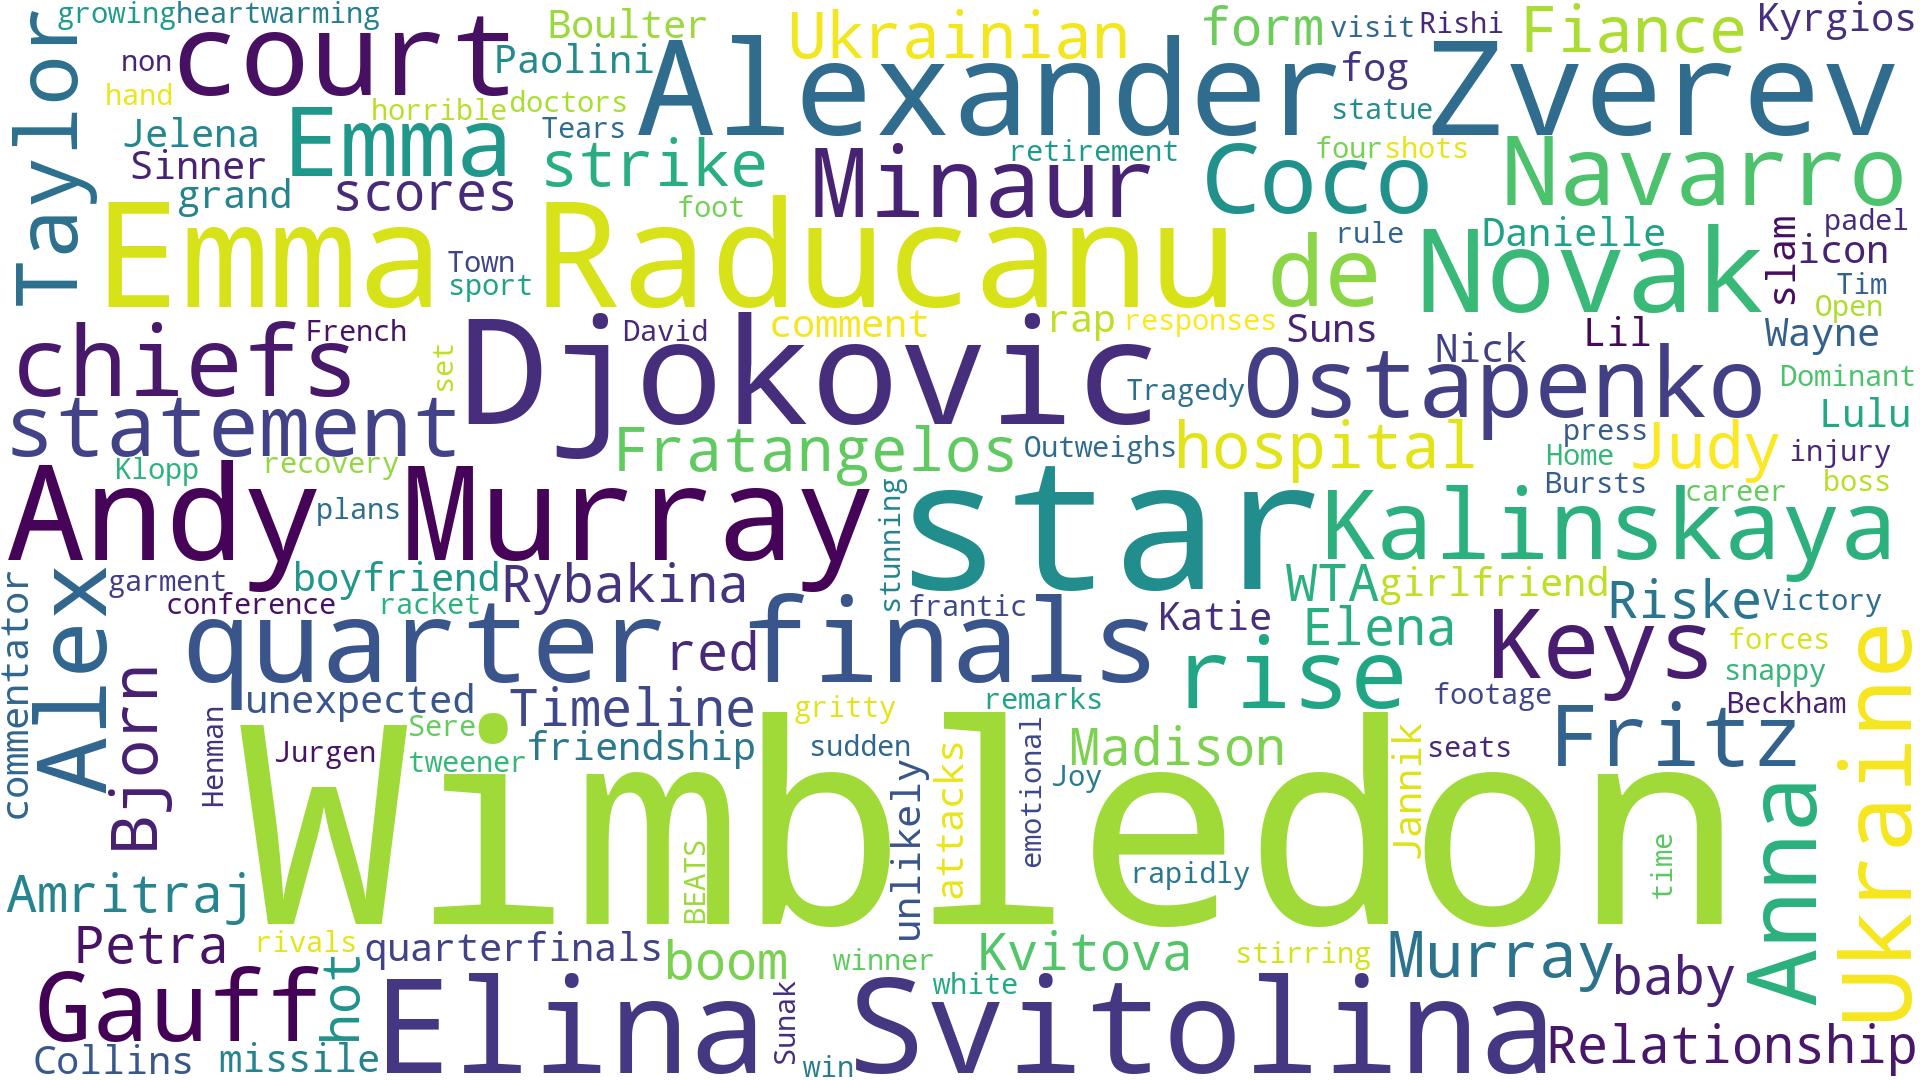 growing heartwarming
Taylor
non
court
hand
horrible
doctors
Boulter
Paolini
Ukrainian
Alexander Zverev
form
visit
Rishi
Fiance
Kyrgios
fog
statue
Jelena
Emma
Tears
Sinner
grand
scores
strike
Minaur
retirement
Coco
four
shots
Navarro
foot
Emma Raducanu
Town
sport
de
rule
Novak
Danielle
slam
padel
icon
Tim
Open
chiefs
French
set
Djokovic
David
comment
rap
responses
Suns
Nick
Lil
Wayne
Tragedy
Ostapenko
Dominant
Lulu
statement
Klopp
recovery
Fratangelos
Outweighs
hospital
press
Home
Bursts
Judy
injury
career
boss
Andy Murray
plans
stunning
star
Kalinskaya
commentator
Alex
garment
boyfriend
conference
racket
Rybakina
frantic
WTA
girlfriend
Riske
Victory
quarter finals
red
Katie
Elena
rise
Keys
forces
snappy
Beckham
Ukraine
Bjorn
unexpected
Timeline
gritty
remarks
footage
Henman
Jurgen
Sere
tweener
friendship
sudden
unlikely
attacks
emotional
Madison
Joy
Jannik
seats
Fritz
Wimbledon
BEATS
rapidly
time
Anna
Amritraj
Petra
rivals
quarterfinals
boom
winner
Kvitova
white
stirring
Murray
baby
Gauff
hot
Elina Svitolina
Sunak
Collins
missile
win
Relationship